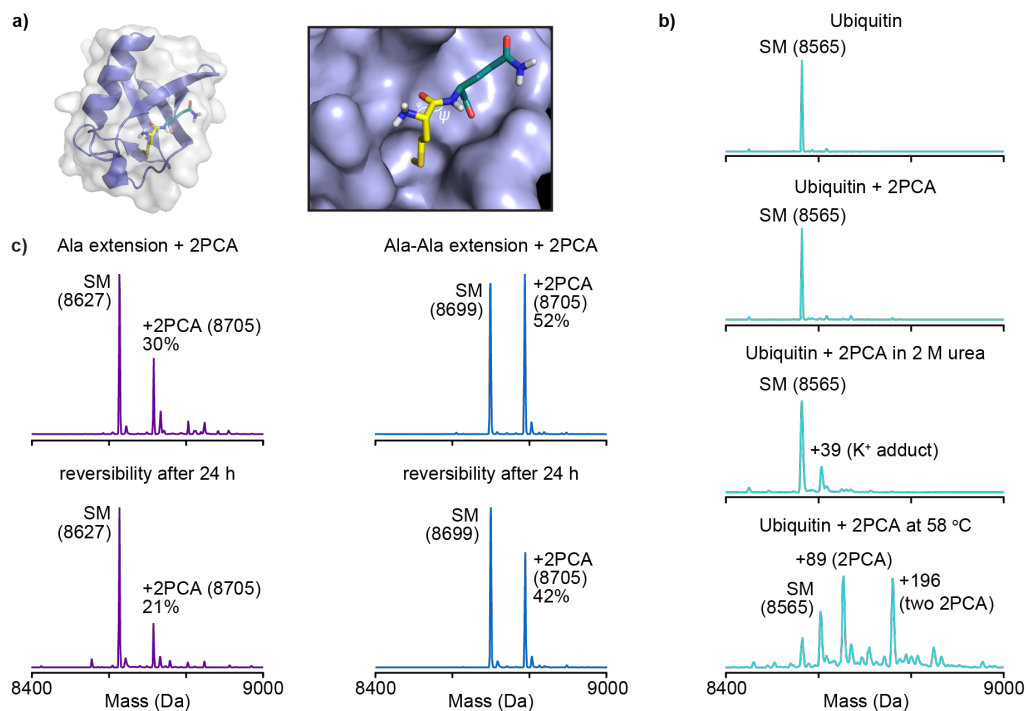 a)
ψ
b)
Ubiquitin
SM (8565)
Ubiquitin + 2PCA
SM (8565)
Ubiquitin + 2PCA in 2 M urea
SM (8565)
+39 (K⁺ adduct)
Ubiquitin + 2PCA at 58 °C
+89 (2PCA)
SM
(8565)
+196
(two 2PCA)
8400
9000
Mass (Da)
c)
Ala extension + 2PCA
SM
(8627)
+2PCA (8705)
30%
Ala-Ala extension + 2PCA
SM
(8699)
+2PCA
(8705)
52%
reversibility after 24 h
SM
(8627)
+2PCA (8705)
21%
8400
9000
Mass (Da)
reversibility after 24 h
SM
(8699)
+2PCA
(8705)
42%
8400
9000
Mass (Da)